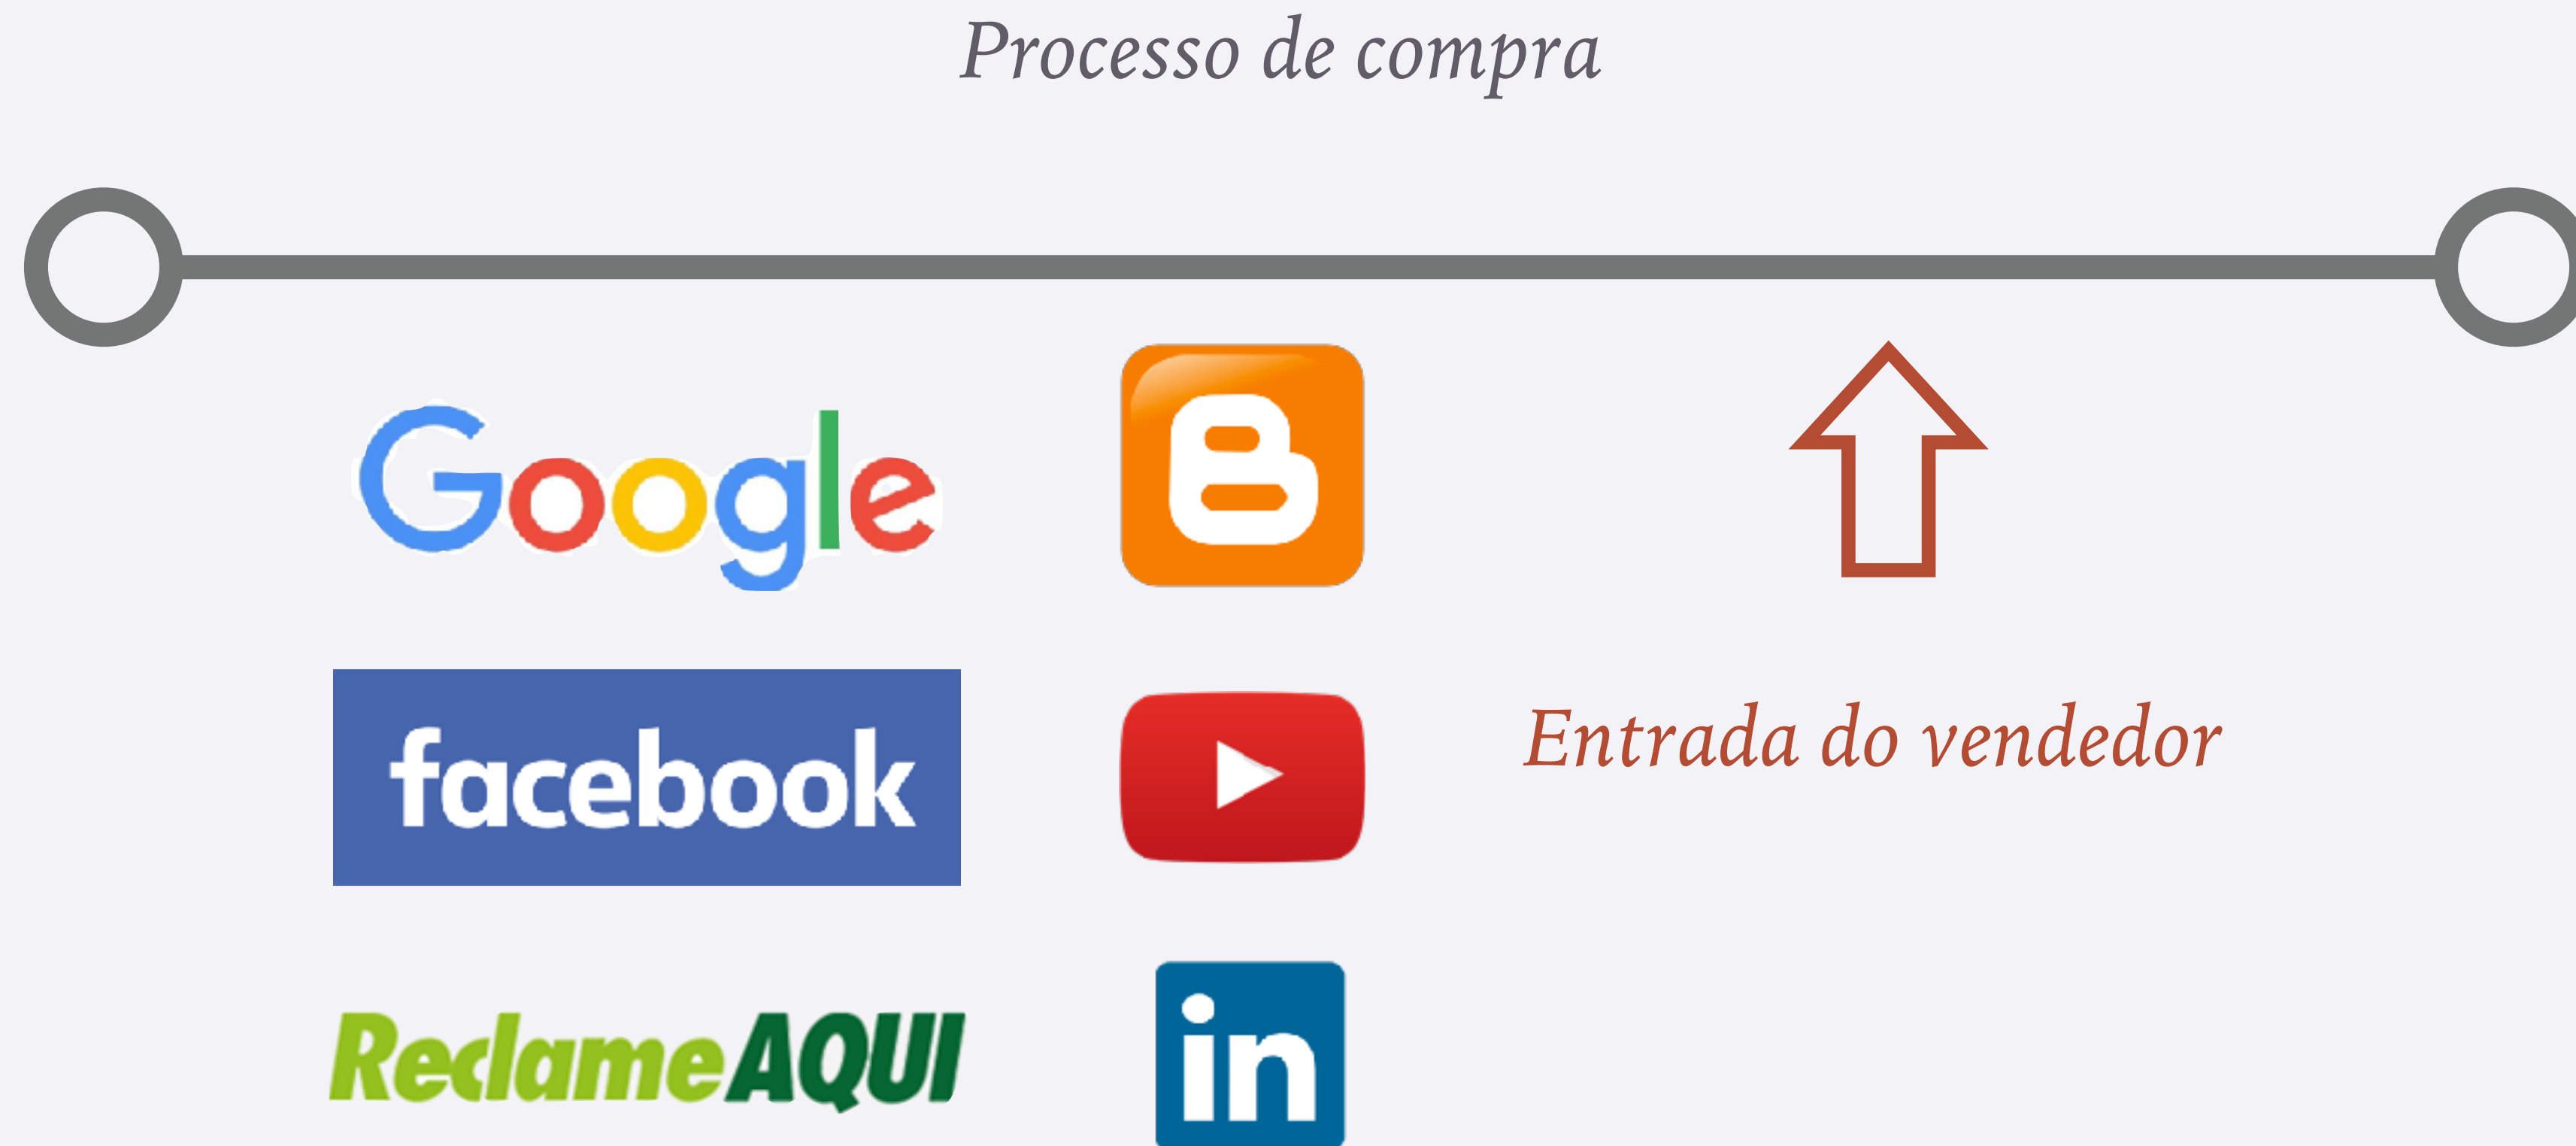 Processo de compra
Google
facebook
Entrada do vendedor
ReclameAQUI
in